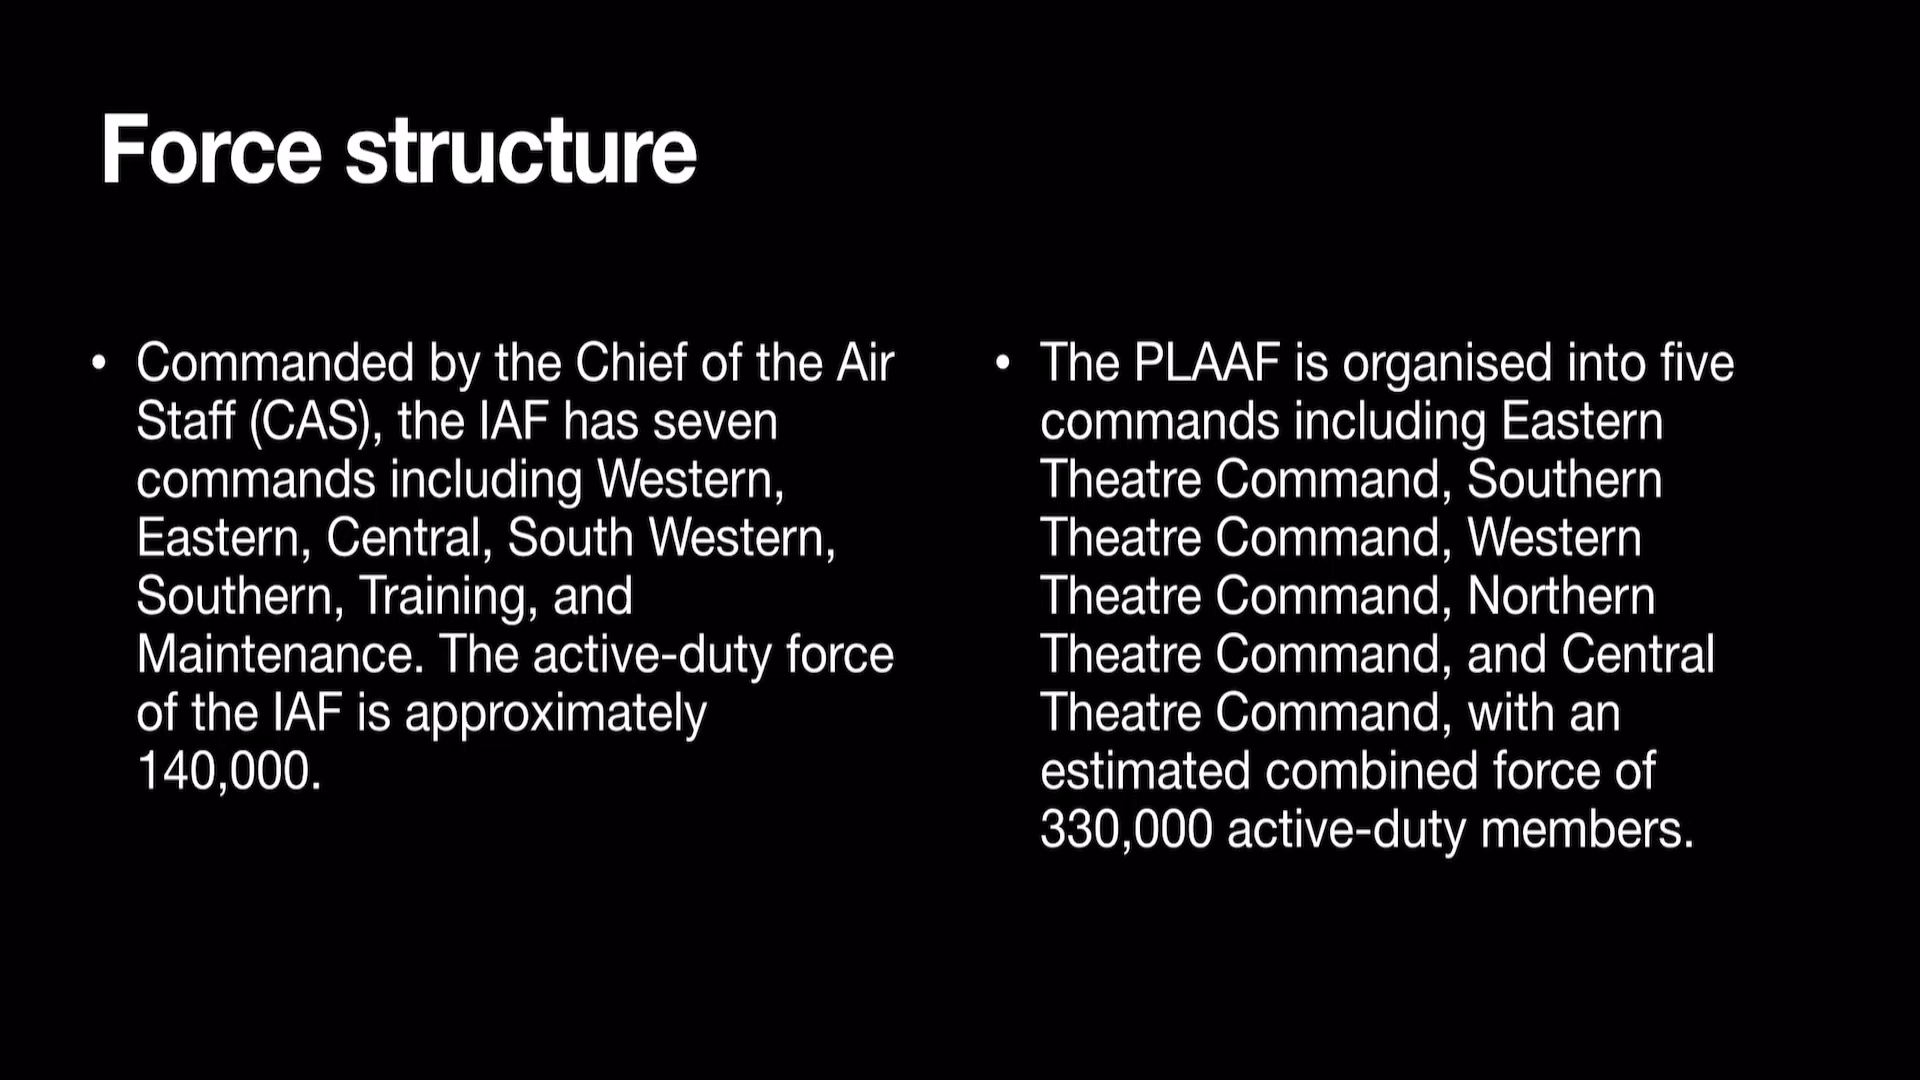 Force structure
• Commanded by the Chief of the Air
Staff (CAS), the IAF has seven
commands including Western,
Eastern, Central, South Western,
Southern, Training, and
Maintenance. The active-duty force
of the IAF is approximately
140,000.
• The PLAAF is organised into five
commands including Eastern
Theatre Command, Southern
Theatre Command, Western
Theatre Command, Northern
Theatre Command, and Central
Theatre Command, with an
estimated combined force of
330,000 active-duty members.